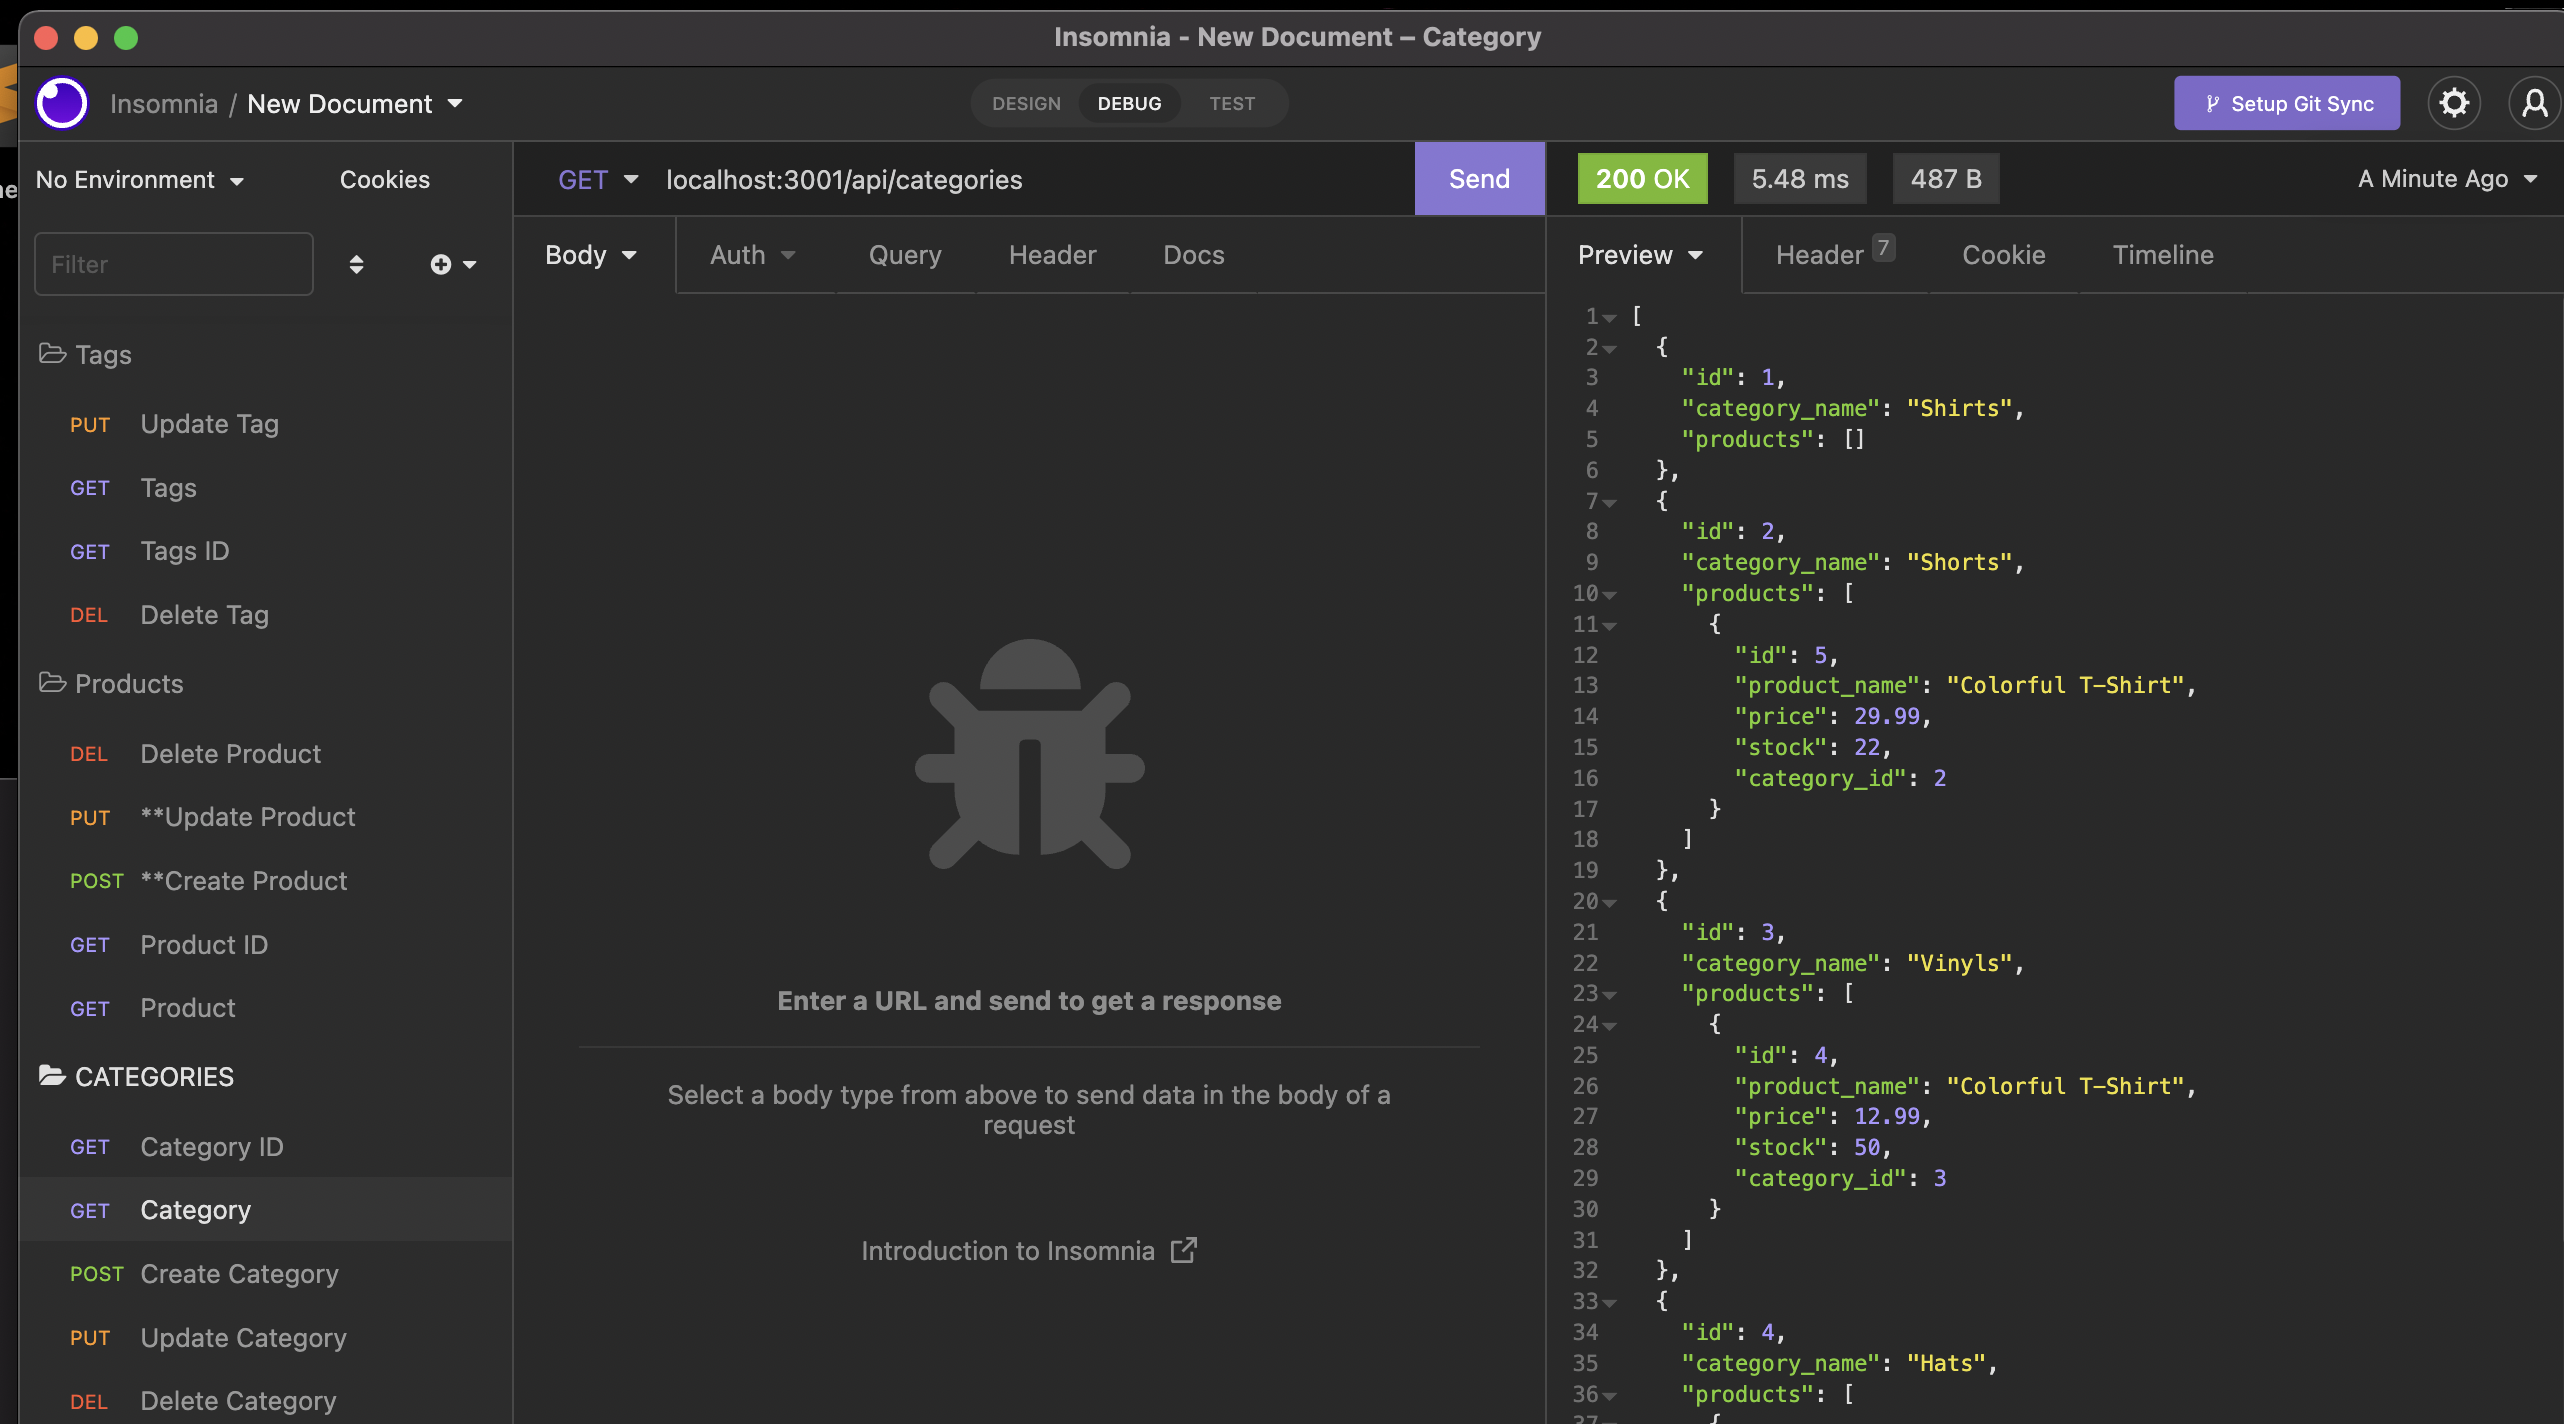 Insomnia - New Document – Category
Insomnia / New Document
DESIGN DEBUG TEST
Setup Git Sync
No Environment Cookies
Filter
Tags
PUT Update Tag
GET Tags
GET Tags ID
DEL Delete Tag
Products
DEL Delete Product
PUT **Update Product
POST **Create Product
GET Product ID
GET Product
CATEGORIES
GET Category ID
GET Category
POST Create Category
PUT Update Category
DEL Delete Category
GET localhost:3001/api/categories Send
Body Auth Query Header Docs
Enter a URL and send to get a response
Select a body type from above to send data in the body of a
request
Introduction to Insomnia
200 OK 5.48 ms 487 B A Minute Ago
Preview Header 7 Cookie Timeline
1 [
2 {
3 "id": 1,
4 "category_name": "Shirts",
5 "products": []
6 },
7 {
8 "id": 2,
9 "category_name": "Shorts",
10 "products": [
11 {
12 "id": 5,
13 "product_name": "Colorful T-Shirt",
14 "price": 29.99,
15 "stock": 22,
16 "category_id": 2
17 }
18 ]
19 },
20 {
21 "id": 3,
22 "category_name": "Vinyls",
23 "products": [
24 {
25 "id": 4,
26 "product_name": "Colorful T-Shirt",
27 "price": 12.99,
28 "stock": 50,
29 "category_id": 3
30 }
31 ]
32 },
33 {
34 "id": 4,
35 "category_name": "Hats",
36 "products": [
37 {